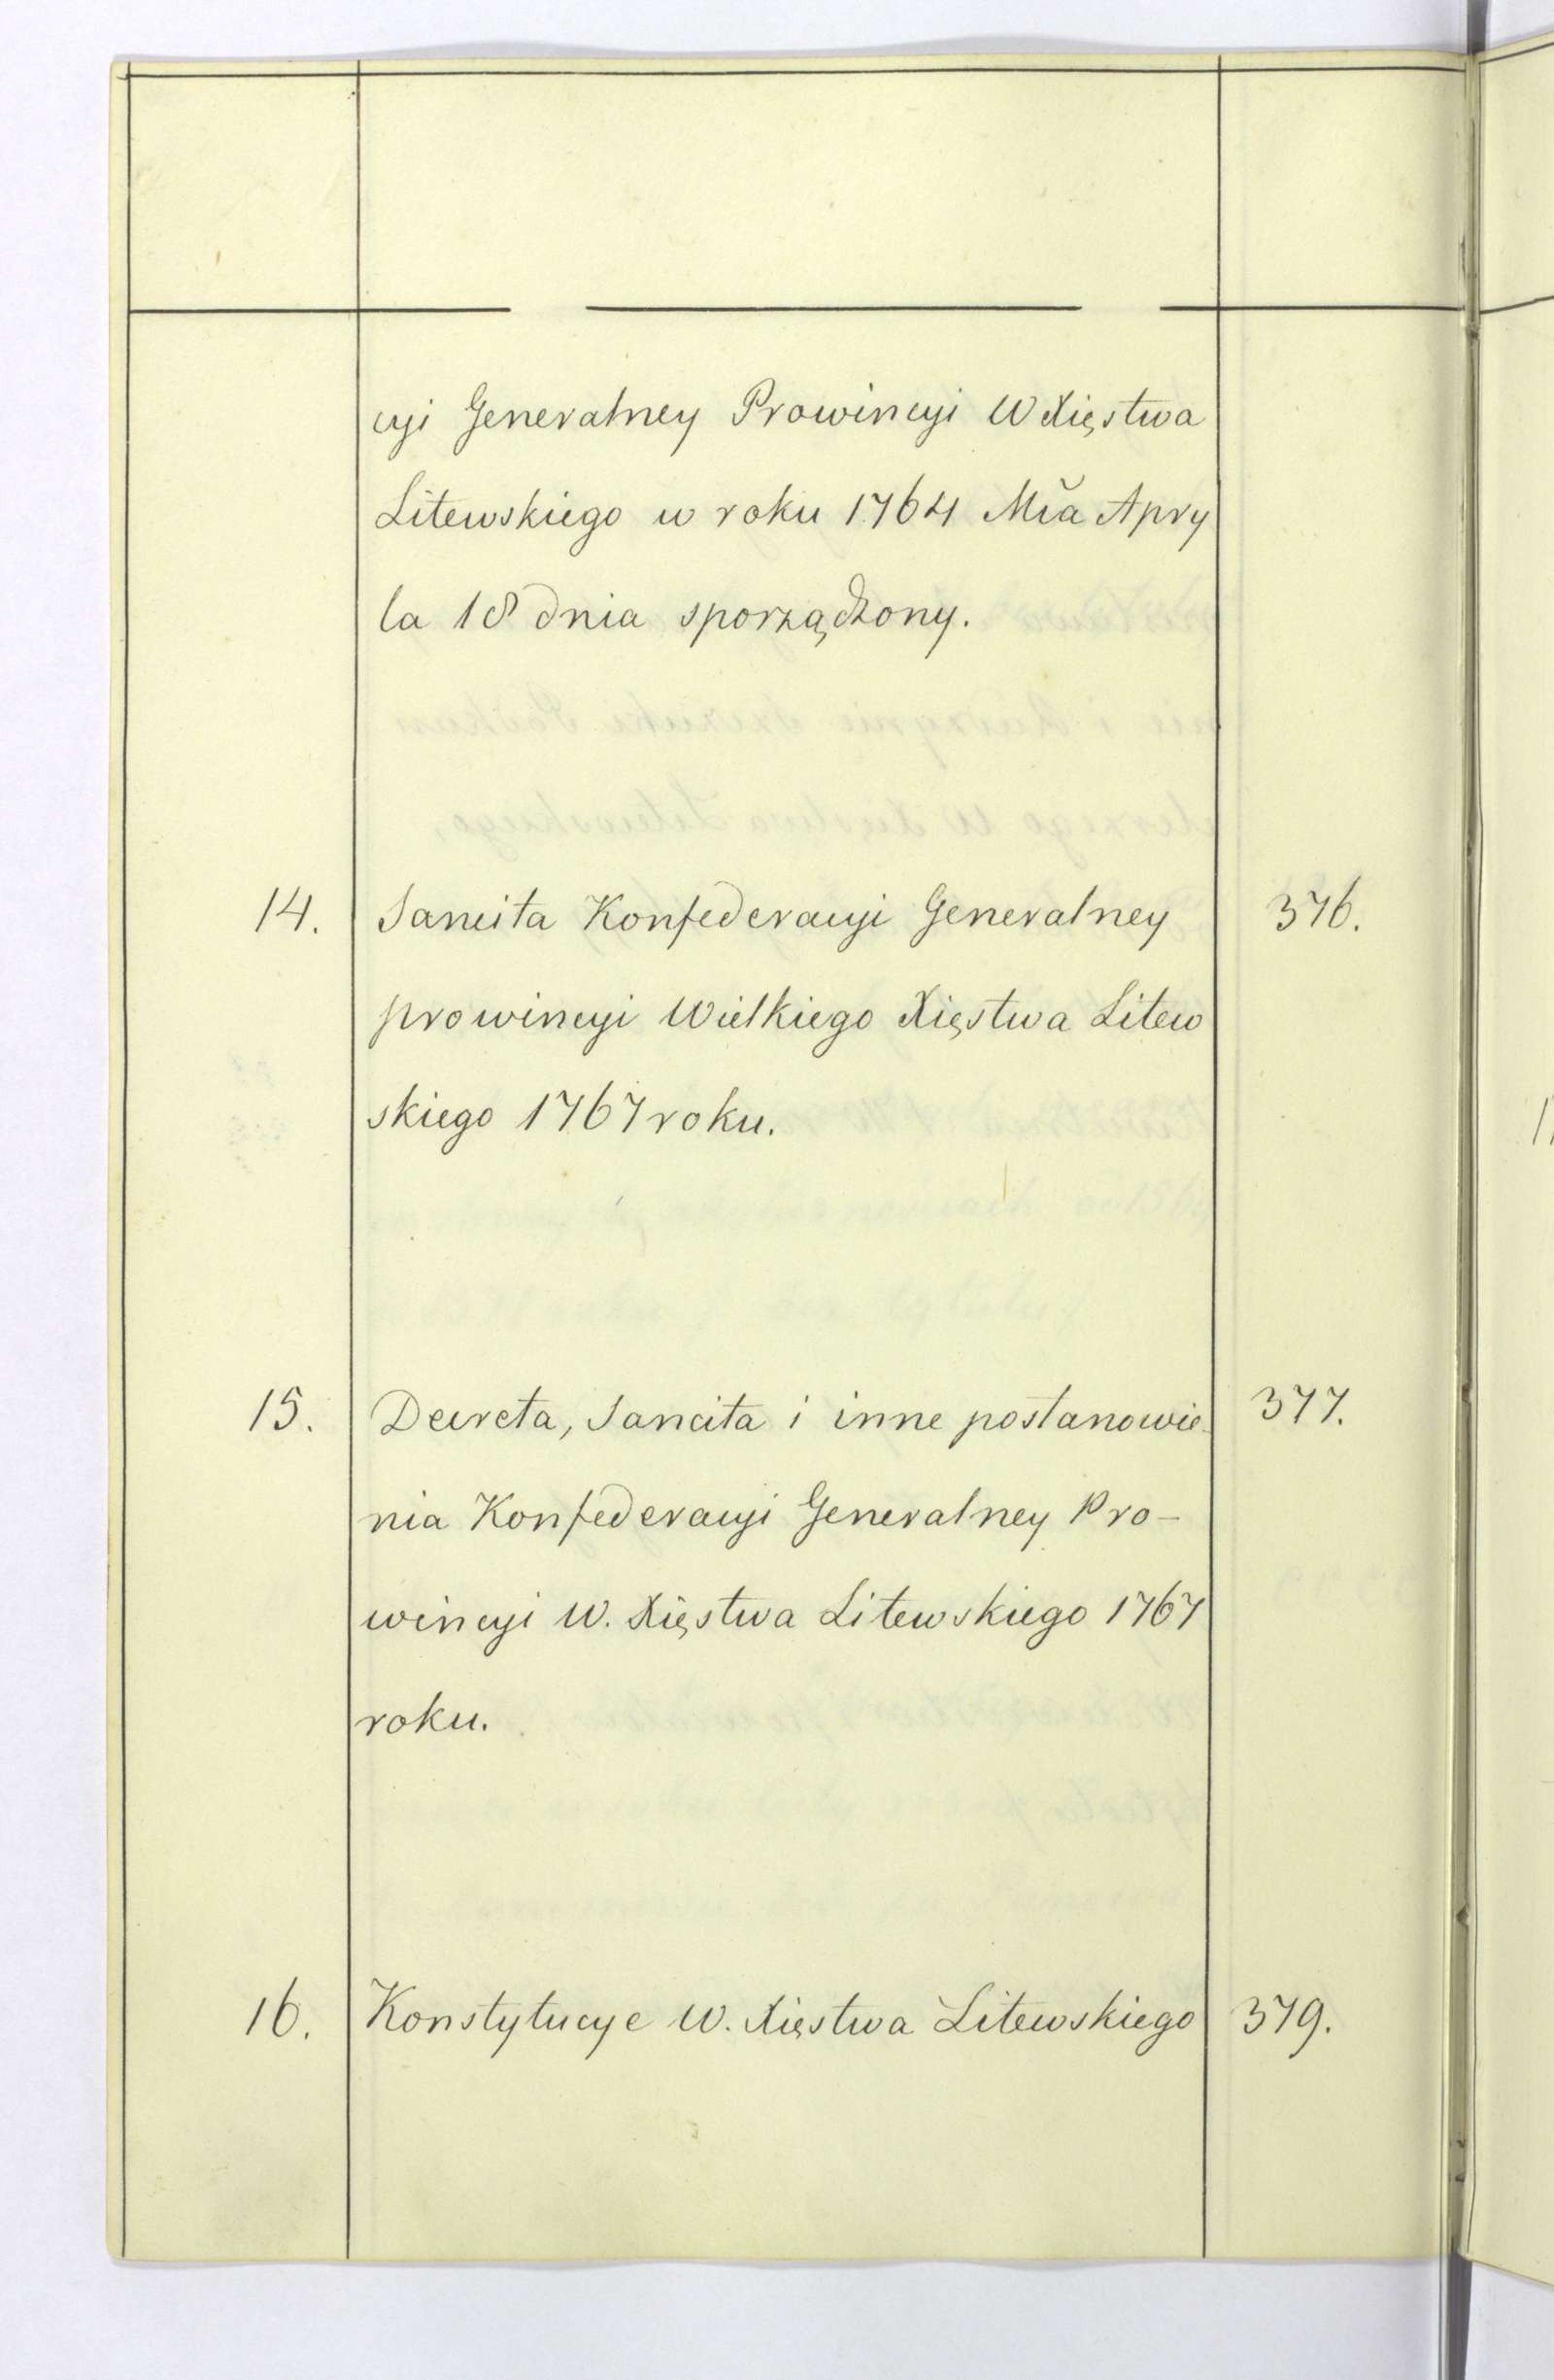 cyi Generalney Prowincyi W Xięstwa
Litewskiego w roku 1764 Mca Apry
la 18 dnia sporządzony.
14. Sancita Konfederacyi Generalney 376.
prowincyi Wielkiego Xięstwa Litew
skiego 1767 roku.
15. Decreta, Sancita i inne postanowie- 377.
nia Konfederacyi Generalney Pro-
wincyi W. Xięstwa Litewskiego 1767
roku.
16. Konstytucye W. Xięstwa Litewskiego 379.